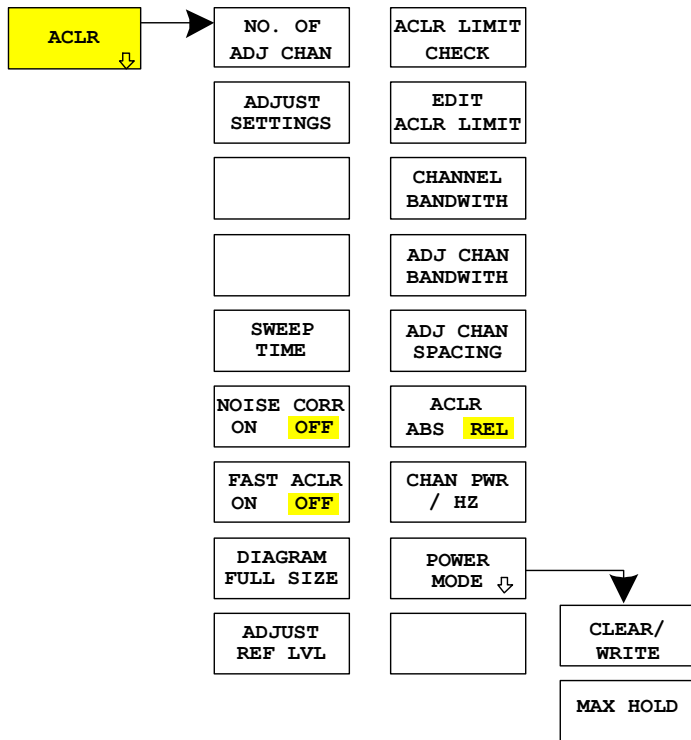 ACLR
NO. OF
ADJ CHAN
ADJUST
SETTINGS
SWEEP
TIME
NOISE CORR
ON OFF
FAST ACLR
ON OFF
DIAGRAM
FULL SIZE
ADJUST
REF LVL
ACLR LIMIT
CHECK
EDIT
ACLR LIMIT
CHANNEL
BANDWITH
ADJ CHAN
BANDWITH
ADJ CHAN
SPACING
ACLR
ABS REL
CHAN PWR
/ HZ
POWER
MODE
CLEAR/
WRITE
MAX HOLD